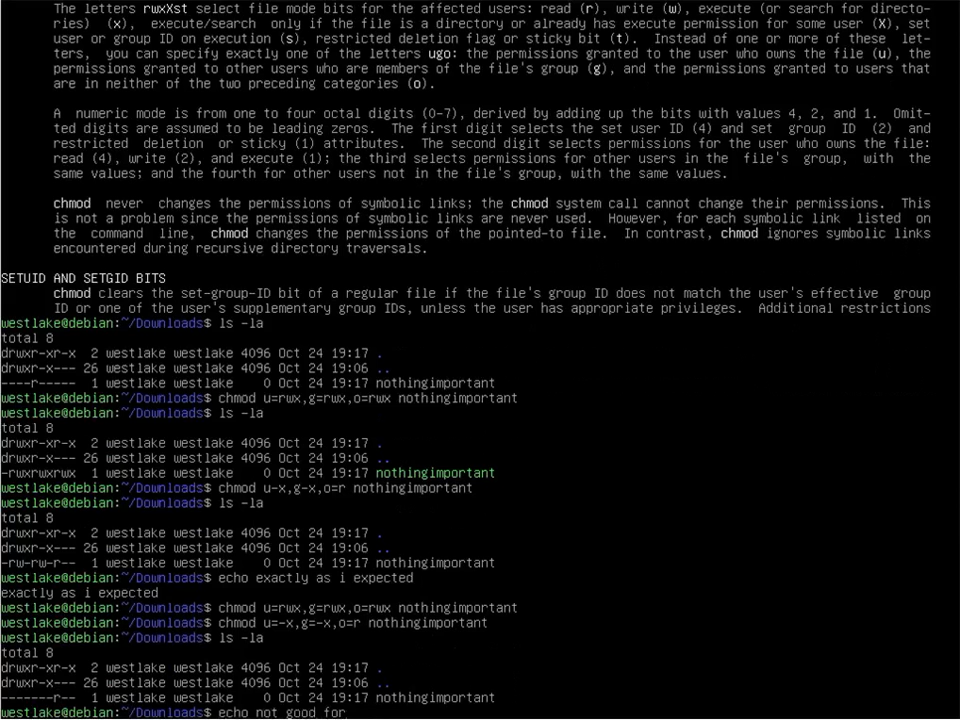 The letters rwxXst select file mode bits for the affected users: read (r), write (w), execute (or search for directo-
ries) (x), execute/search only if the file is a directory or already has execute permission for some user (X), set
user or group ID on execution (s), restricted deletion flag or sticky bit (t). Instead of one or more of these let-
ters, you can specify exactly one of the letters ugo: the permissions granted to the user who owns the file (u), the
permissions granted to other users who are members of the file's group (g), and the permissions granted to users that
are in neither of the two preceding categories (o).
A numeric mode is from one to four octal digits (0-7), derived by adding up the bits with values 4, 2, and 1. Omit-
ted digits are assumed to be leading zeros. The first digit selects the set user ID (4) and set group ID (2) and
restricted deletion or sticky (1) attributes. The second digit selects permissions for the user who owns the file:
read (4), write (2), and execute (1); the third selects permissions for other users in the file's group, with the
same values; and the fourth for other users not in the file's group, with the same values.
chmod never changes the permissions of symbolic links; the chmod system call cannot change their permissions. This
is not a problem since the permissions of symbolic links are never used. However, for each symbolic link listed on
the command line, chmod changes the permissions of the pointed-to file. In contrast, chmod ignores symbolic links
encountered during recursive directory traversals.
SETUID AND SETGID BITS
chmod clears the set-group-ID bit of a regular file if the file's group ID does not match the user's effective group
ID or one of the user's supplementary group IDs, unless the user has appropriate privileges. Additional restrictions
westlake@debian:~/Downloads$ ls -la
total 8
drwxr-xr-x 2 westlake westlake 4096 Oct 24 19:17 .
drwxr-x--- 26 westlake westlake 4096 Oct 24 19:06 ..
----r----- 1 westlake westlake 0 Oct 24 19:17 nothingimportant
westlake@debian:~/Downloads$ chmod u=rwx,g=rwx,o=rwx nothingimportant
westlake@debian:~/Downloads$ ls -la
total 8
drwxr-xr-x 2 westlake westlake 4096 Oct 24 19:17 .
drwxr-x--- 26 westlake westlake 4096 Oct 24 19:06 ..
-rwxrwxrwx 1 westlake westlake 0 Oct 24 19:17 nothingimportant
westlake@debian:~/Downloads$ chmod u-x,g-x,o=r nothingimportant
westlake@debian:~/Downloads$ ls -la
total 8
drwxr-xr-x 2 westlake westlake 4096 Oct 24 19:17 .
drwxr-x--- 26 westlake westlake 4096 Oct 24 19:06 ..
-rw-rw-r-- 1 westlake westlake 0 Oct 24 19:17 nothingimportant
westlake@debian:~/Downloads$ echo exactly as i expected
exactly as i expected
westlake@debian:~/Downloads$ chmod u=rwx,g=rwx,o=rwx nothingimportant
westlake@debian:~/Downloads$ chmod u=-x,g=-x,o=r nothingimportant
westlake@debian:~/Downloads$ ls -la
total 8
drwxr-xr-x 2 westlake westlake 4096 Oct 24 19:17 .
drwxr-x--- 26 westlake westlake 4096 Oct 24 19:06 ..
-------r-- 1 westlake westlake 0 Oct 24 19:17 nothingimportant
westlake@debian:~/Downloads$ echo not good for